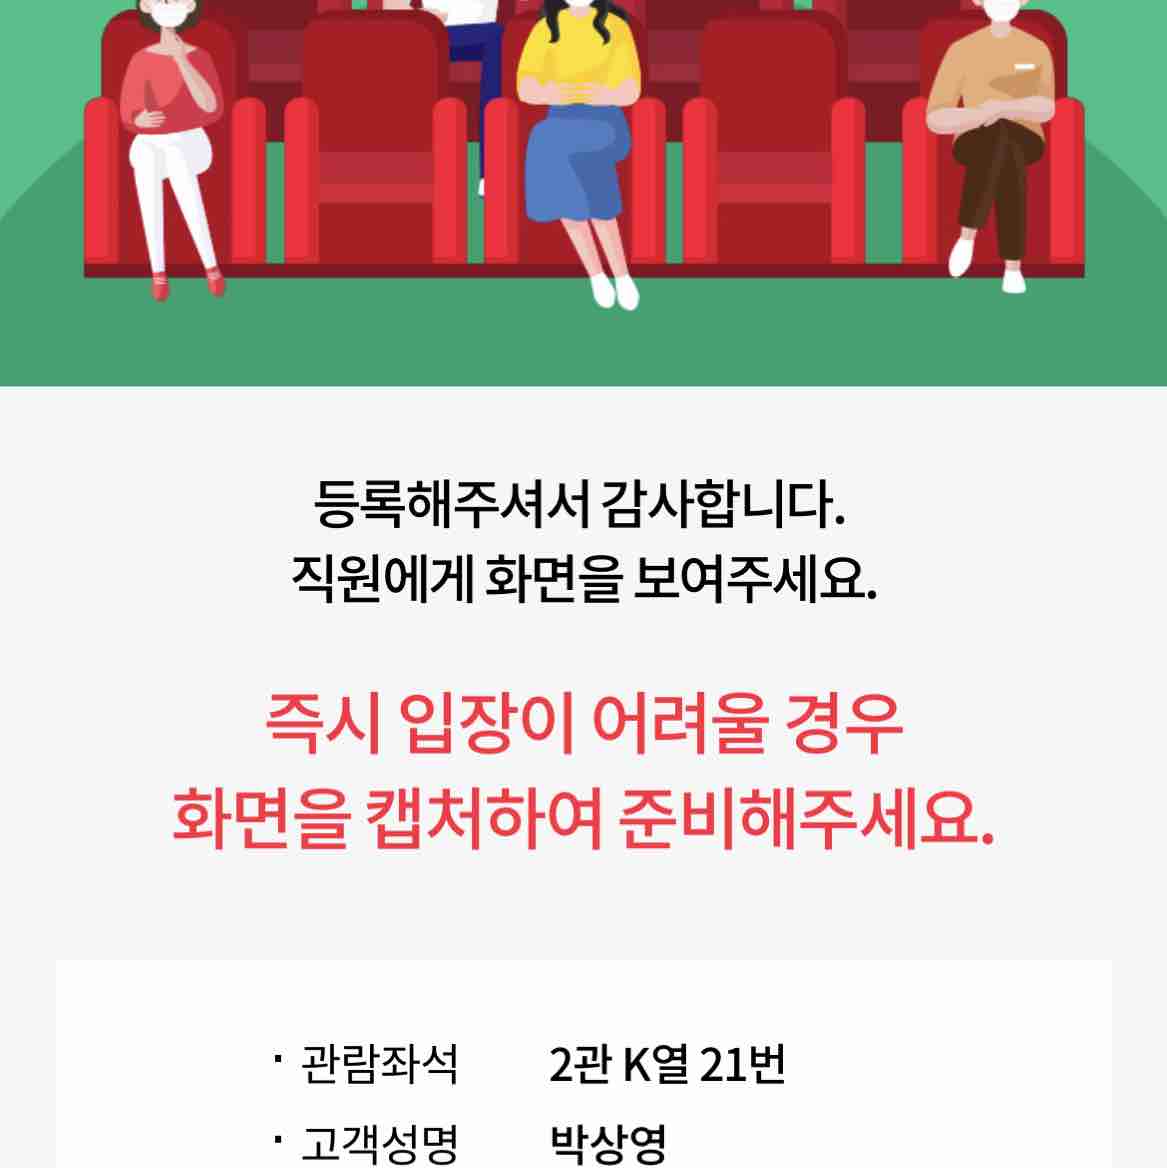 등록해주셔서 감사합니다.
직원에게 화면을 보여주세요.
즉시 입장이 어려울 경우
화면을 캡처하여 준비해주세요.
· 관람좌석 2관 K열 21번
· 고객성명 박상영